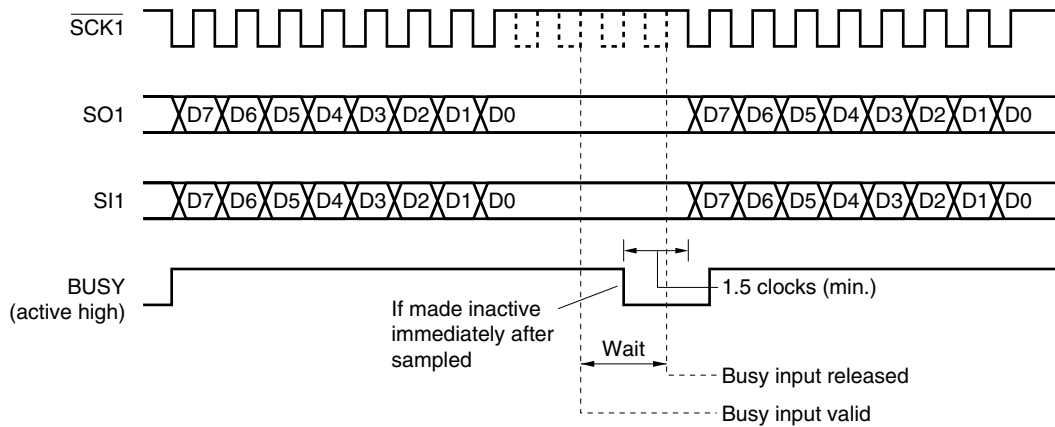 SCK1
SO1
D7 D6 D5 D4 D3 D2 D1 D0 D7 D6 D5 D4 D3 D2 D1 D0
SI1
D7 D6 D5 D4 D3 D2 D1 D0 D7 D6 D5 D4 D3 D2 D1 D0
BUSY
(active high)
1.5 clocks (min.)
If made inactive
immediately after
sampled
Wait
Busy input released
Busy input valid